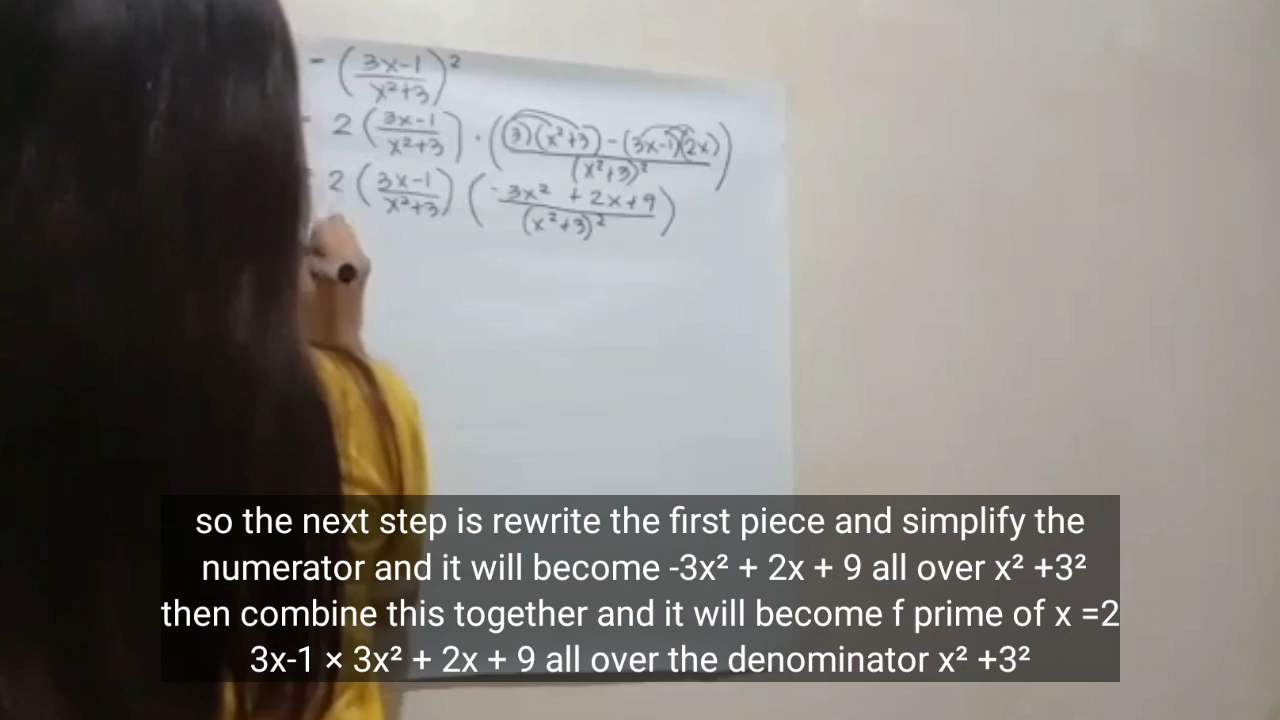 = (3x-1/x²+3)²
= 2 (3x-1/x²+3) · ((3)(x²+3) - (3x-1)(2x)/(x²+3)²)
= 2 (3x-1/x²+3) (-3x² + 2x+9/(x²+3)²)
so the next step is rewrite the first piece and simplify the
numerator and it will become -3x² + 2x + 9 all over x² +3²
then combine this together and it will become f prime of x =2
3x-1 × 3x² + 2x + 9 all over the denominator x² +3²